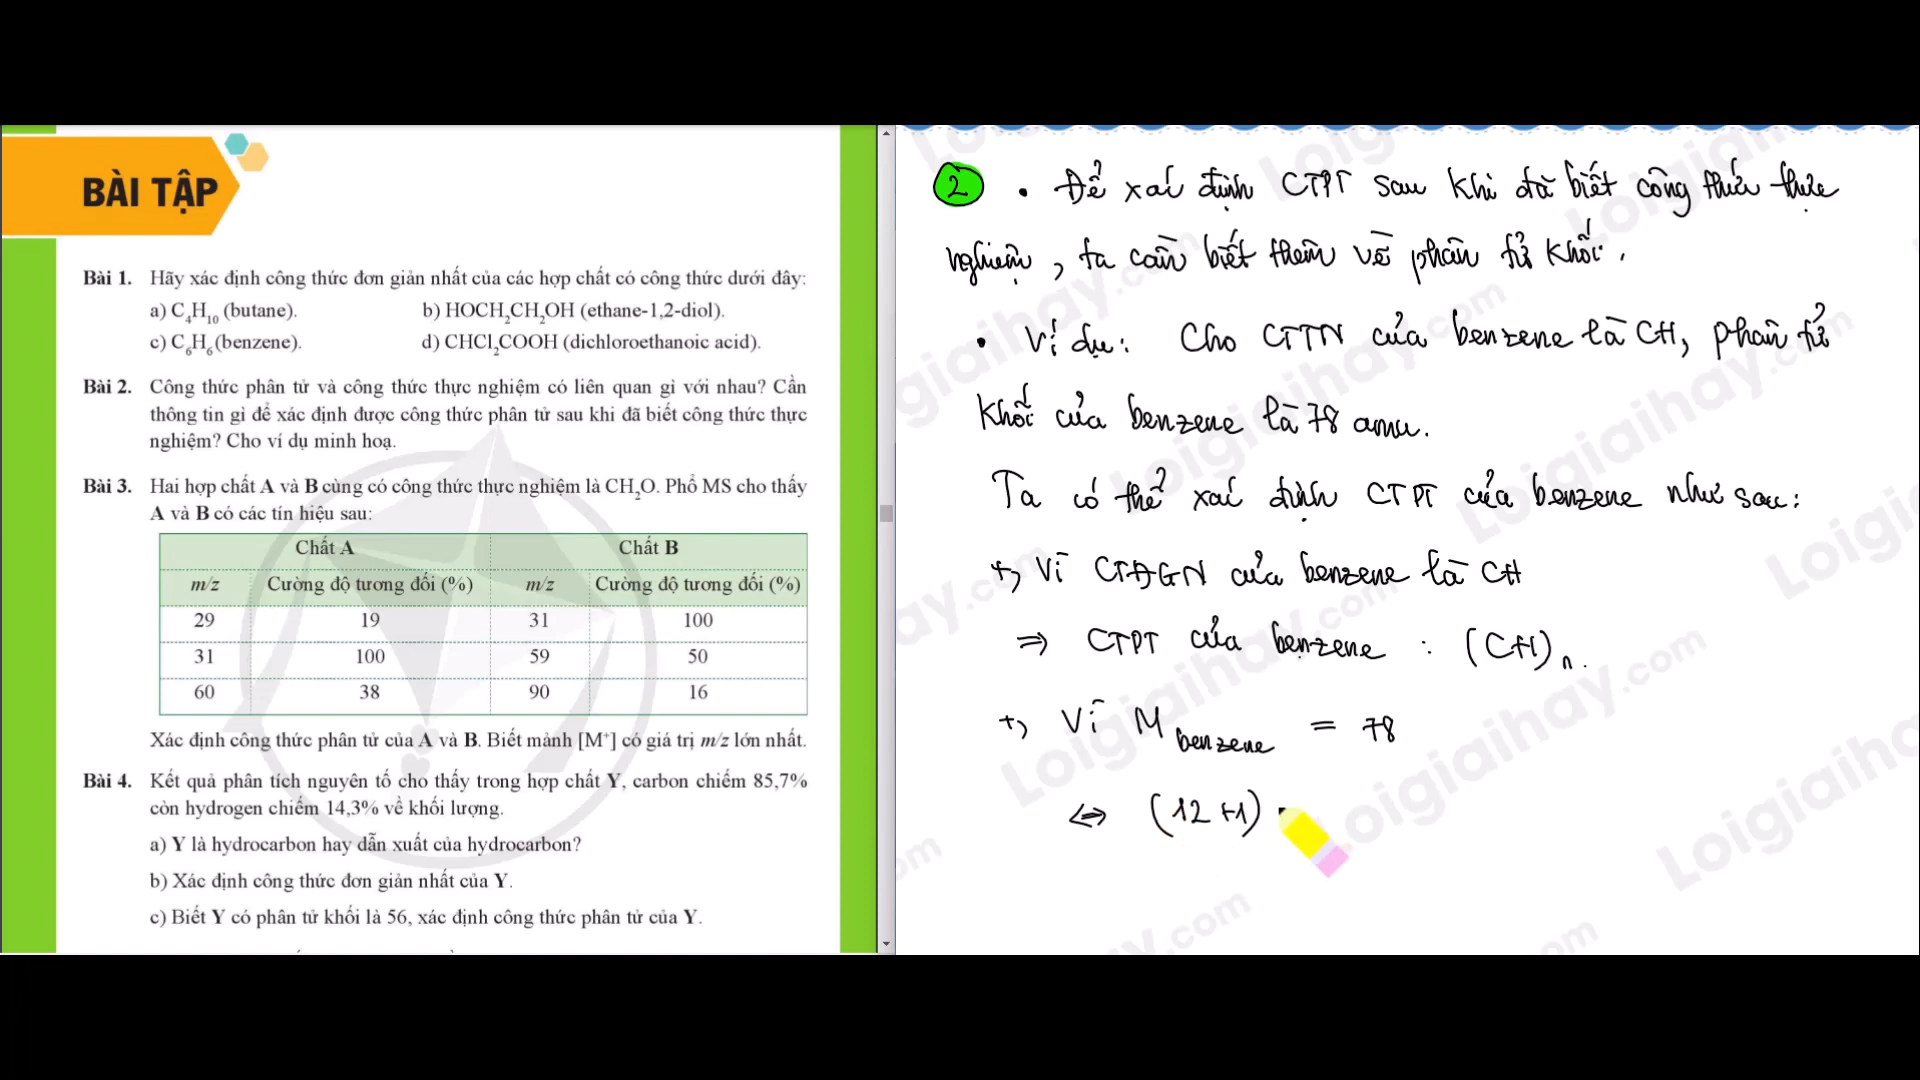 BÀI TẬP
Bài 1. Hãy xác định công thức đơn giản nhất của các hợp chất có công thức dưới đây:
a) C₄H₁₀ (butane). b) HOCH₂CH₂OH (ethane-1,2-diol).
c) C₆H₆ (benzene). d) CHCl₂COOH (dichloroethanoic acid).
Bài 2. Công thức phân tử và công thức thực nghiệm có liên quan gì với nhau? Cần
thông tin gì để xác định được công thức phân tử sau khi đã biết công thức thực
nghiệm? Cho ví dụ minh hoạ.
Bài 3. Hai hợp chất A và B cùng có công thức thực nghiệm là CH₂O. Phổ MS cho thấy
A và B có các tín hiệu sau:
Chất A Chất B
m/z Cường độ tương đối (%) m/z Cường độ tương đối (%)
29 19 31 100
31 100 59 50
60 38 90 16
Xác định công thức phân tử của A và B. Biết mảnh [M⁺] có giá trị m/z lớn nhất.
Bài 4. Kết quả phân tích nguyên tố cho thấy trong hợp chất Y, carbon chiếm 85,7%
còn hydrogen chiếm 14,3% về khối lượng.
a) Y là hydrocarbon hay dẫn xuất của hydrocarbon?
b) Xác định công thức đơn giản nhất của Y.
c) Biết Y có phân tử khối là 56, xác định công thức phân tử của Y.
2 • Để xác định CTPT sau khi đã biết công thức thực
nghiệm, ta cần biết thêm về phân tử khối.
• Ví dụ: Cho CTTN của benzene là CH, phân tử
khối của benzene là 78 amu.
Ta có thể xác định CTPT của benzene như sau:
+, Vì CTĐGN của benzene là CH
⇒ CTPT của benzene : (CH)ₙ.
+, Vì M benzene = 78
⇔ (12+1)
Loigiaihay.com